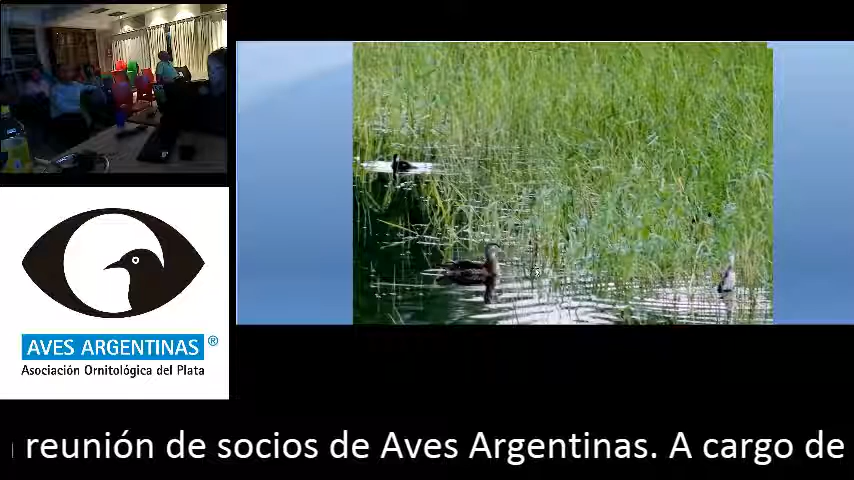 AVES ARGENTINAS ®
Asociación Ornitológica del Plata
reunión de socios de Aves Argentinas. A cargo de